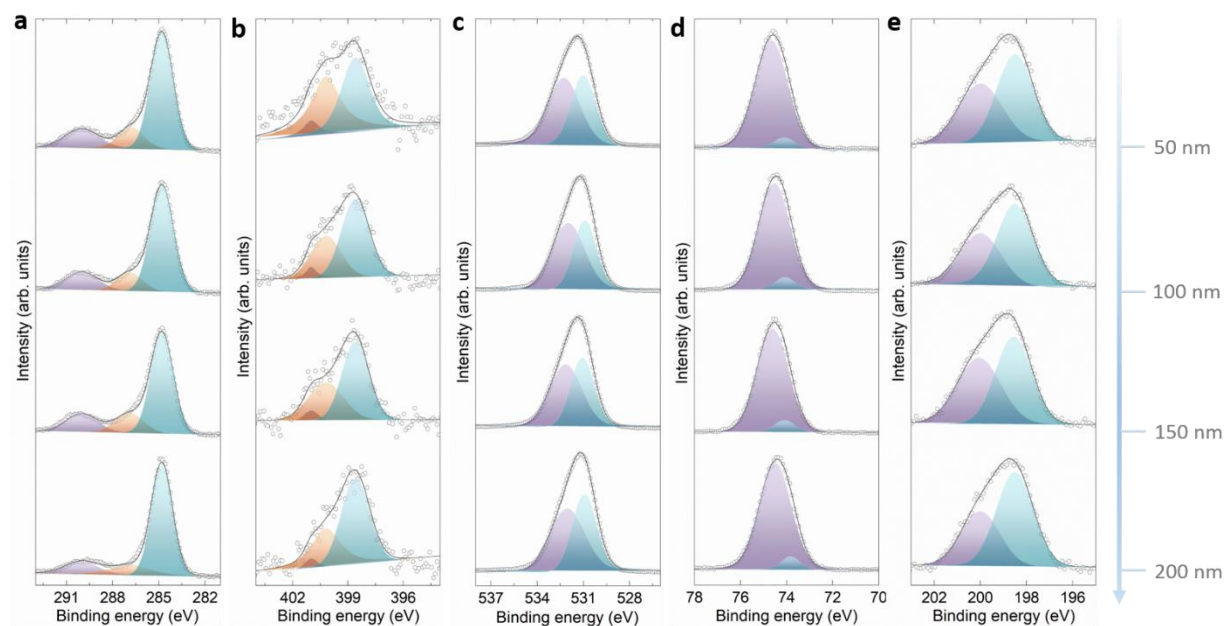 a
b
c
d
e
Intensity (arb. units)
Intensity (arb. units)
Intensity (arb. units)
Intensity (arb. units)
Intensity (arb. units)
50 nm
100 nm
150 nm
200 nm
291 288 285 282
402 399 396
537 534 531 528
78 76 74 72 70
202 200 198 196
Binding energy (eV)
Binding energy (eV)
Binding energy (eV)
Binding energy (eV)
Binding energy (eV)